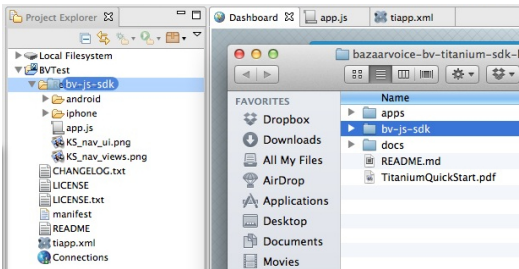 Project Explorer
Dashboard
app.js
tiapp.xml
Local Filesystem
BVTest
bv-js-sdk
android
iphone
app.js
KS_nav_ui.png
KS_nav_views.png
CHANGELOG.txt
LICENSE
LICENSE.txt
manifest
README
tiapp.xml
Connections
bazaarvoice-bv-titanium-sdk-
FAVORITES
Dropbox
Downloads
All My Files
AirDrop
Applications
Desktop
Documents
Movies
Name
apps
bv-js-sdk
docs
README.md
TitaniumQuickStart.pdf